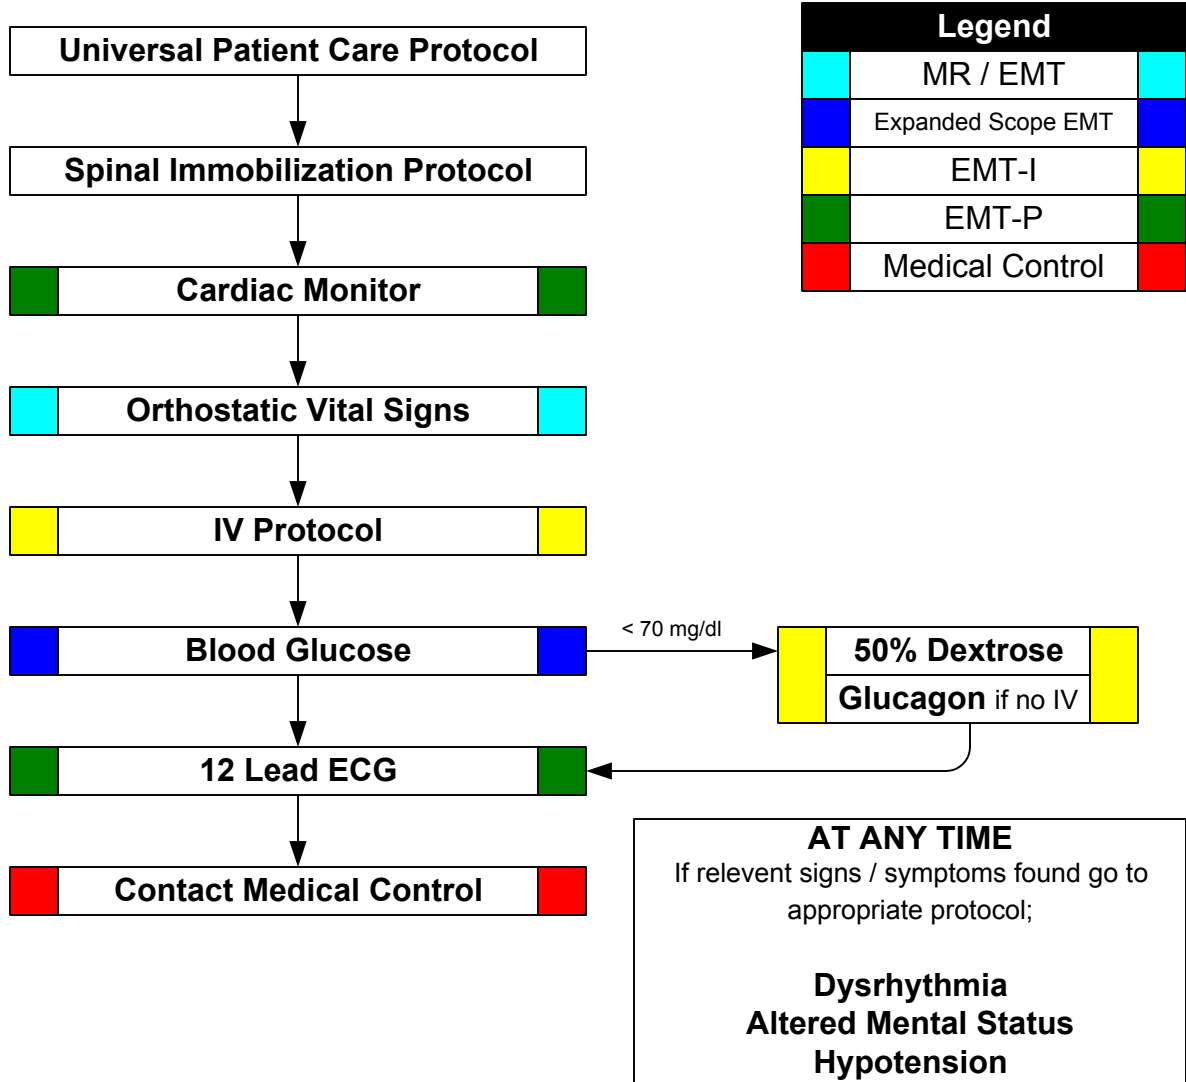 Universal Patient Care Protocol
Spinal Immobilization Protocol
Cardiac Monitor
Orthostatic Vital Signs
IV Protocol
Blood Glucose
< 70 mg/dl
50% Dextrose
Glucagon if no IV
12 Lead ECG
Contact Medical Control
Legend
MR / EMT
Expanded Scope EMT
EMT-I
EMT-P
Medical Control
AT ANY TIME
If relevent signs / symptoms found go to
appropriate protocol;
Dysrhythmia
Altered Mental Status
Hypotension